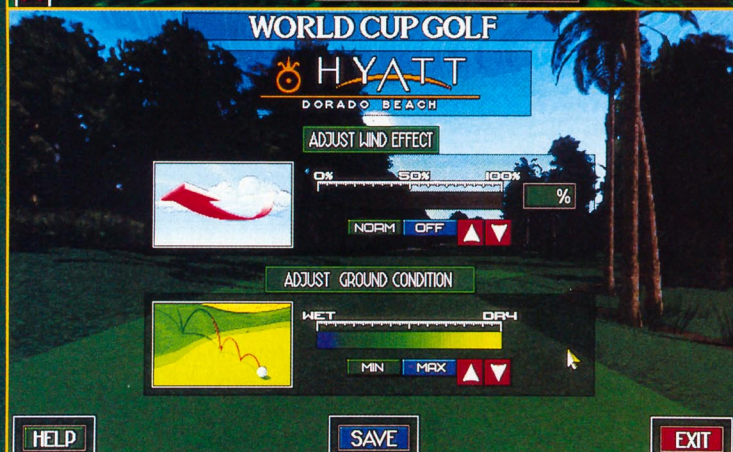 WORLD CUP GOLF
HYATT
DORADO BEACH
ADJUST WIND EFFECT
0% 50% 100%
%
NORM OFF
ADJUST GROUND CONDITION
WET DRY
MIN MAX
HELP SAVE EXIT